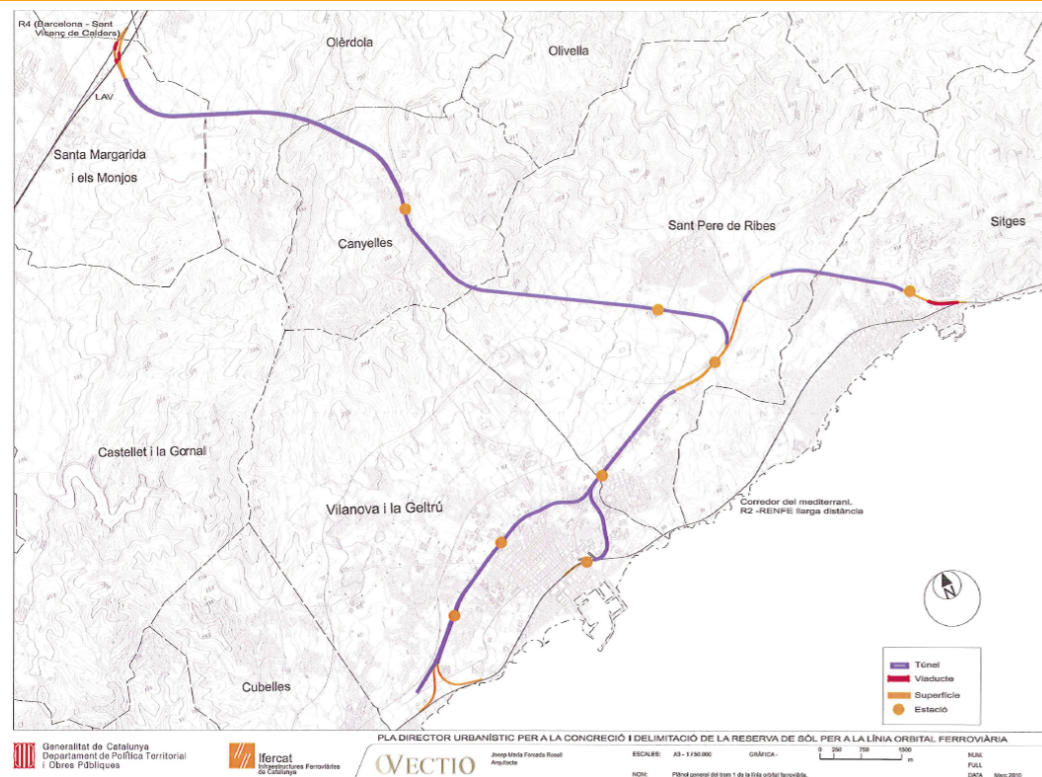 R4 (Barcelona - Sant
Vicenç de Calders)
Olèrdola
Olivella
LAV
Santa Margarida
i els Monjos
Sant Pere de Ribes
Sitges
Canyelles
Castellet i la Gornal
Vilanova i la Geltrú
Corredor del mediterrani.
R2 -RENFE llarga distància
N
Cubelles
Túnel
Viaducte
Superfície
Estació
PLA DIRECTOR URBANÍSTIC PER A LA CONCRECIÓ I DELIMITACIÓ DE LA RESERVA DE SÒL PER A LA LÍNIA ORBITAL FERROVIÀRIA
Generalitat de Catalunya
Departament de Política Territorial
i Obres Públiques
Ifercat
Infraestructures Ferroviàries
de Catalunya
VECTIO
Josep Maria Forcada Rosell
Arquitecte
ESCALES: A3 - 1 / 50.000
GRÀFICA -
0 250 750 1500
m
NUM.
FULL
NOM: Plànol general del tram 1 de la línia orbital ferroviària.
DATA Març 2010